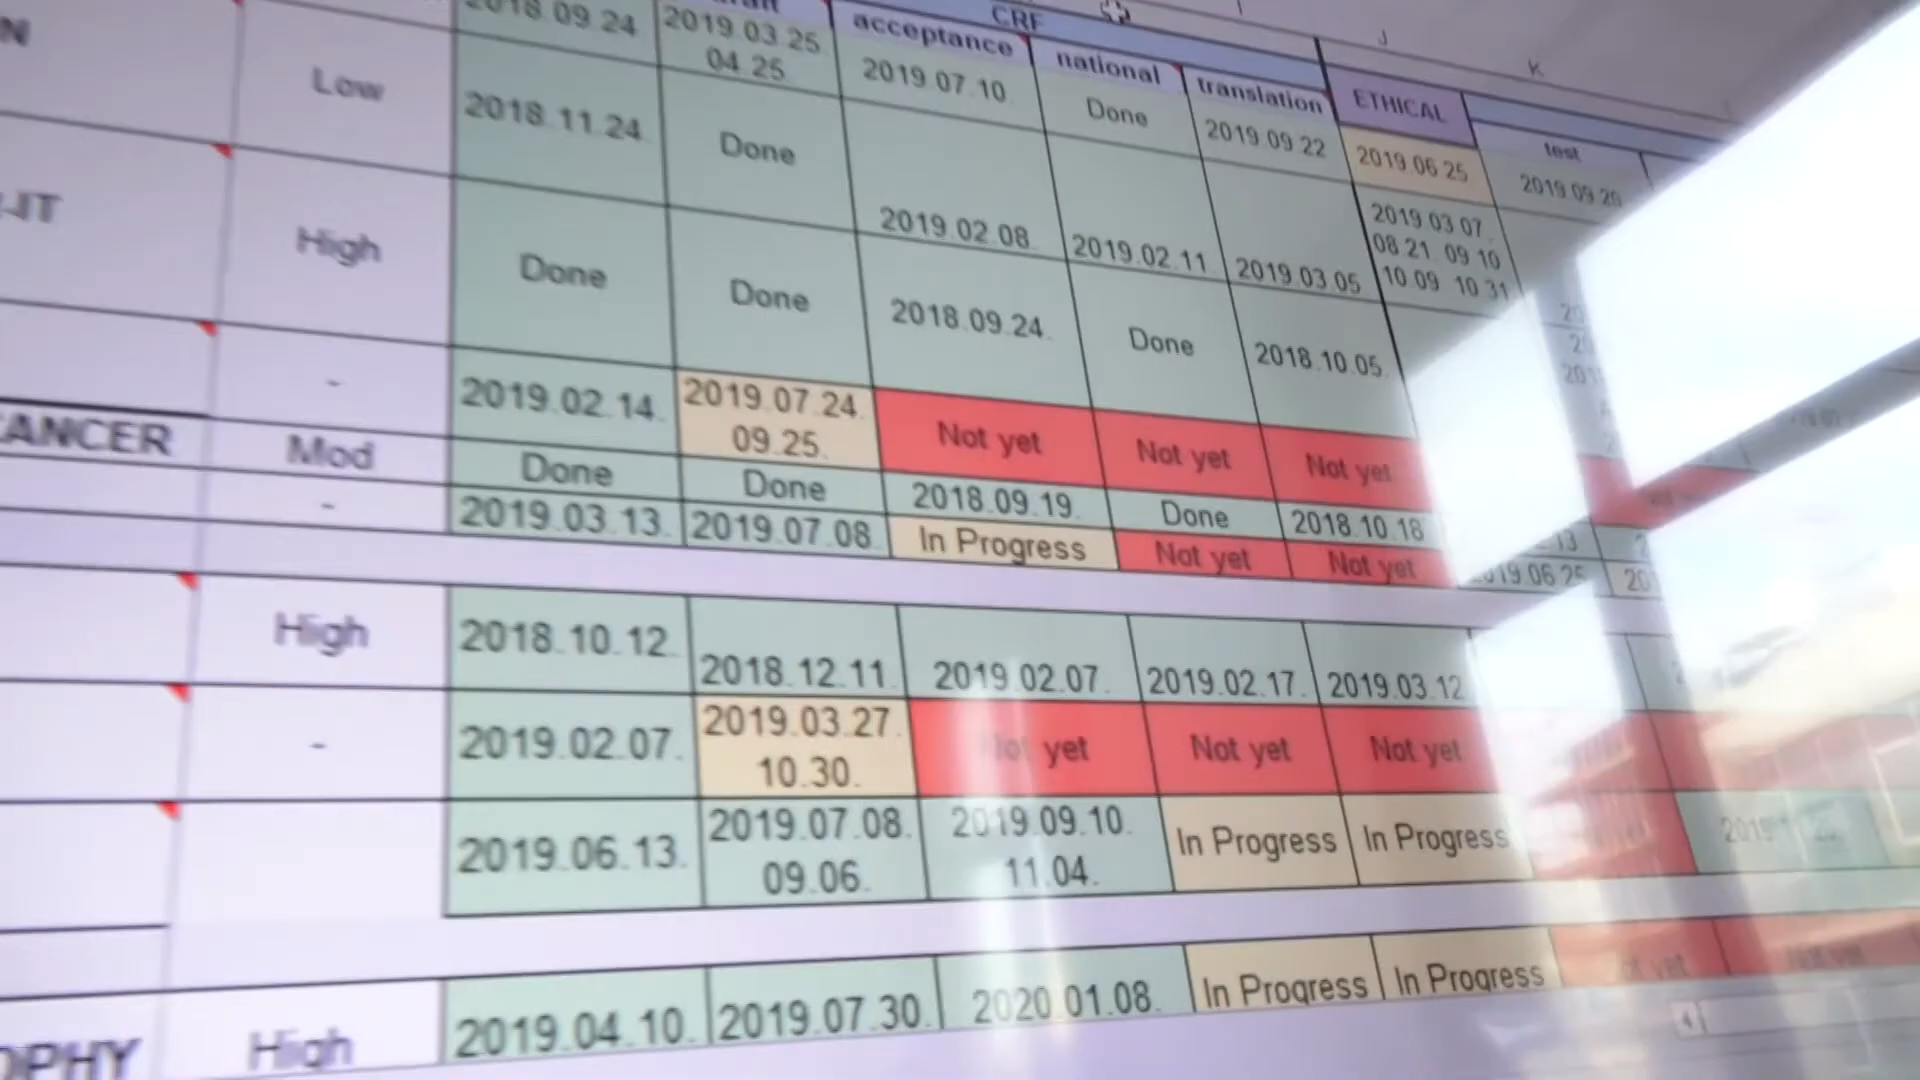 CRF
J
K
acceptance
national
translation
ETHICAL
test
N
Low
2018.09.24
2019.03.25
04.25.
2019.07.10.
Done
2019.09.22
2019.06.25
2019.09.20
2018.11.24.
Done
2019.02.08.
2019.02.11.
2019.03.05
2019.03.07.
08.21. 09.10
10.09. 10.31
-IT
High
Done
Done
2018.09.24.
Done
2018.10.05.
-
2019.02.14.
2019.07.24.
09.25.
Not yet
Not yet
Not yet
ANCER
Mod
Done
Done
2018.09.19.
Done
2018.10.18
-
2019.03.13.
2019.07.08.
In Progress
Not yet
Not yet
2019.06.25
20
High
2018.10.12.
2018.12.11.
2019.02.07.
2019.02.17.
2019.03.12.
-
2019.02.07.
2019.03.27.
10.30.
Not yet
Not yet
Not yet
2019.06.13.
2019.07.08.
09.06.
2019.09.10.
11.04.
In Progress
In Progress
OPHY
High
2019.04.10.
2019.07.30.
2020.01.08.
In Progress
In Progress
Not yet
Not yet